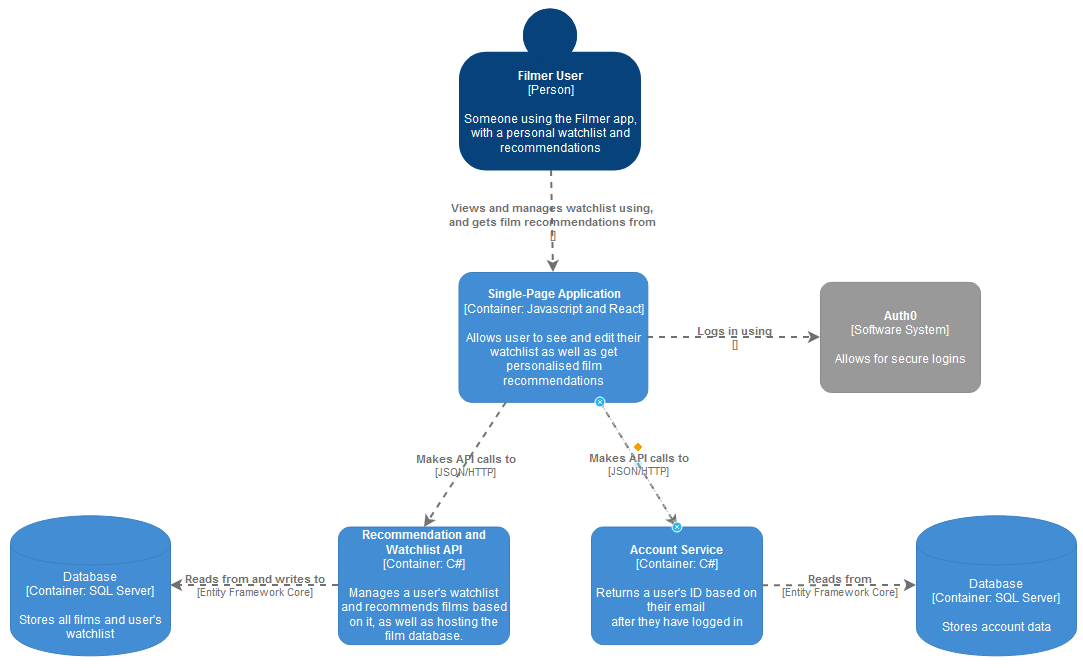 Filmer User
[Person]
Someone using the Filmer app,
with a personal watchlist and
recommendations
Views and manages watchlist using,
and gets film recommendations from
[]
Single-Page Application
[Container: Javascript and React]
Allows user to see and edit their
watchlist as well as get
personalised film
recommendations
Logs in using
[]
Auth0
[Software System]
Allows for secure logins
Makes API calls to
[JSON/HTTP]
Makes API calls to
[JSON/HTTP]
Database
[Container: SQL Server]
Stores all films and user's
watchlist
Reads from and writes to
[Entity Framework Core]
Recommendation and
Watchlist API
[Container: C#]
Manages a user's watchlist
and recommends films based
on it, as well as hosting the
film database.
Account Service
[Container: C#]
Returns a user's ID based on
their email
after they have logged in
Reads from
[Entity Framework Core]
Database
[Container: SQL Server]
Stores account data